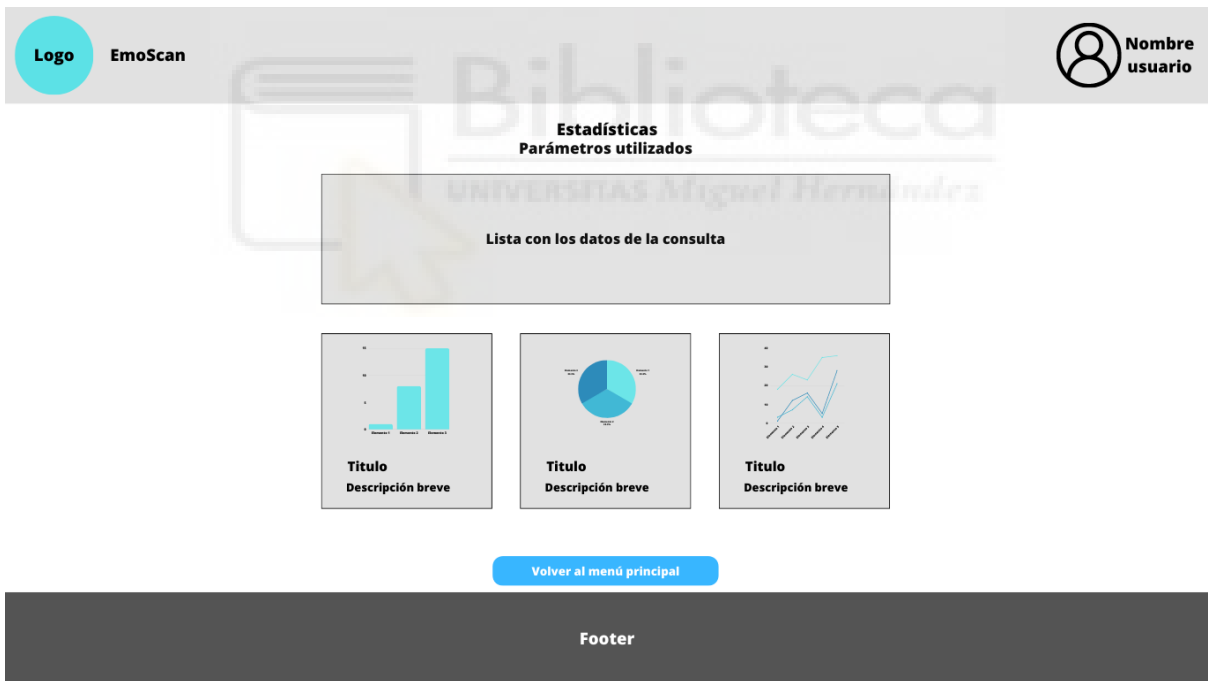 Logo
EmoScan
Nombre
usuario
Biblioteca
UNIVERSITAS Miguel Hernández
Estadísticas
Parámetros utilizados
Lista con los datos de la consulta
Titulo
Descripción breve
Titulo
Descripción breve
Titulo
Descripción breve
Volver al menú principal
Footer